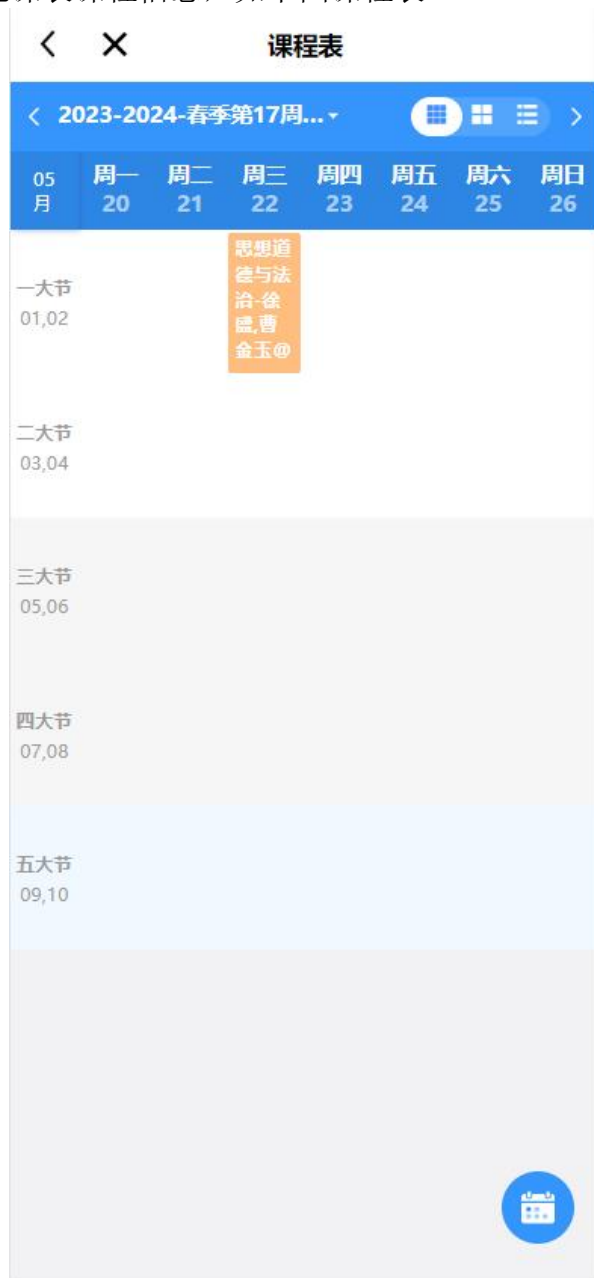 课程表
2023-2024-春季第17周...
05
月
周一 周二 周三 周四 周五 周六 周日
20 21 22 23 24 25 26
一大节
01,02
思想道
德与法
治-徐
盛,曹
金玉@
二大节
03,04
三大节
05,06
四大节
07,08
五大节
09,10